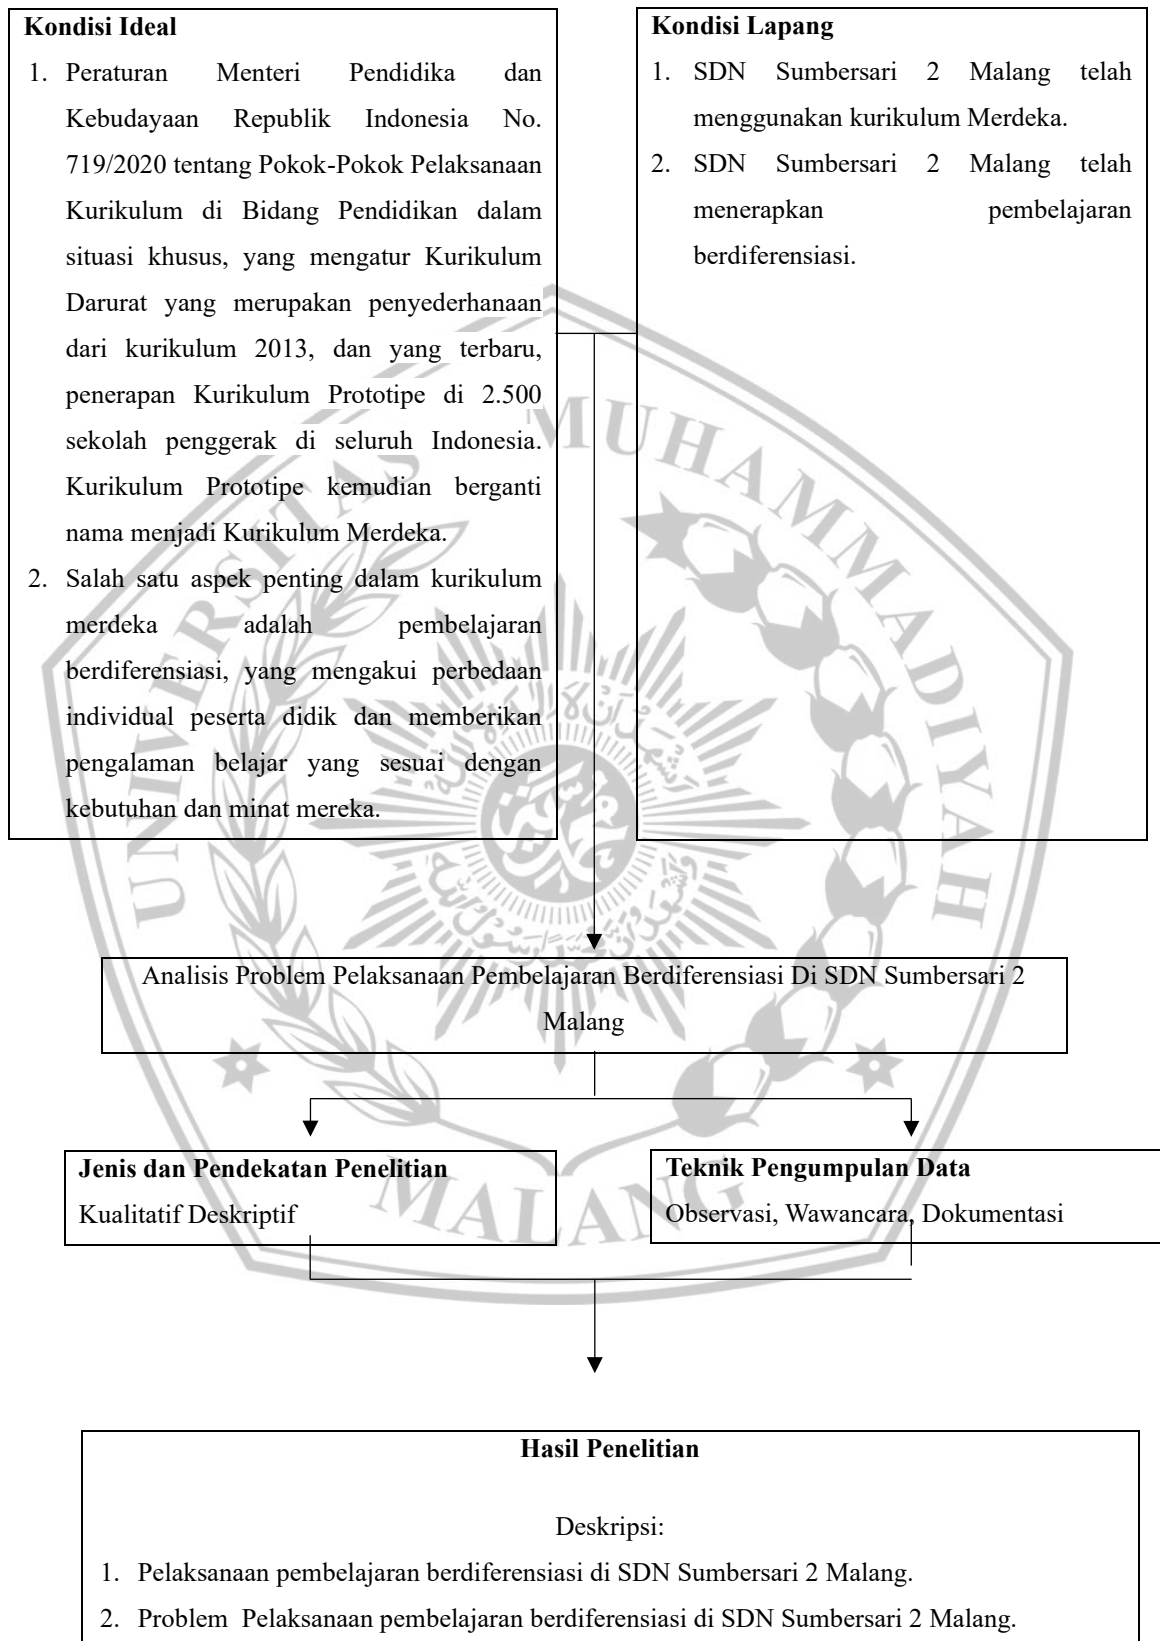 Kondisi Ideal
1. Peraturan Menteri Pendidika dan
Kebudayaan Republik Indonesia No.
719/2020 tentang Pokok-Pokok Pelaksanaan
Kurikulum di Bidang Pendidikan dalam
situasi khusus, yang mengatur Kurikulum
Darurat yang merupakan penyederhanaan
dari kurikulum 2013, dan yang terbaru,
penerapan Kurikulum Prototipe di 2.500
sekolah penggerak di seluruh Indonesia.
Kurikulum Prototipe kemudian berganti
nama menjadi Kurikulum Merdeka.
2. Salah satu aspek penting dalam kurikulum
merdeka adalah pembelajaran
berdiferensiasi, yang mengakui perbedaan
individual peserta didik dan memberikan
pengalaman belajar yang sesuai dengan
kebutuhan dan minat mereka.
Kondisi Lapang
1. SDN Sumbersari 2 Malang telah
menggunakan kurikulum Merdeka.
2. SDN Sumbersari 2 Malang telah
menerapkan pembelajaran
berdiferensiasi.
UNIVERSITAS MUHAMMADIYAH
MALANG
Analisis Problem Pelaksanaan Pembelajaran Berdiferensiasi Di SDN Sumbersari 2
Malang
Jenis dan Pendekatan Penelitian
Kualitatif Deskriptif
Teknik Pengumpulan Data
Observasi, Wawancara, Dokumentasi
Hasil Penelitian
Deskripsi:
1. Pelaksanaan pembelajaran berdiferensiasi di SDN Sumbersari 2 Malang.
2. Problem Pelaksanaan pembelajaran berdiferensiasi di SDN Sumbersari 2 Malang.